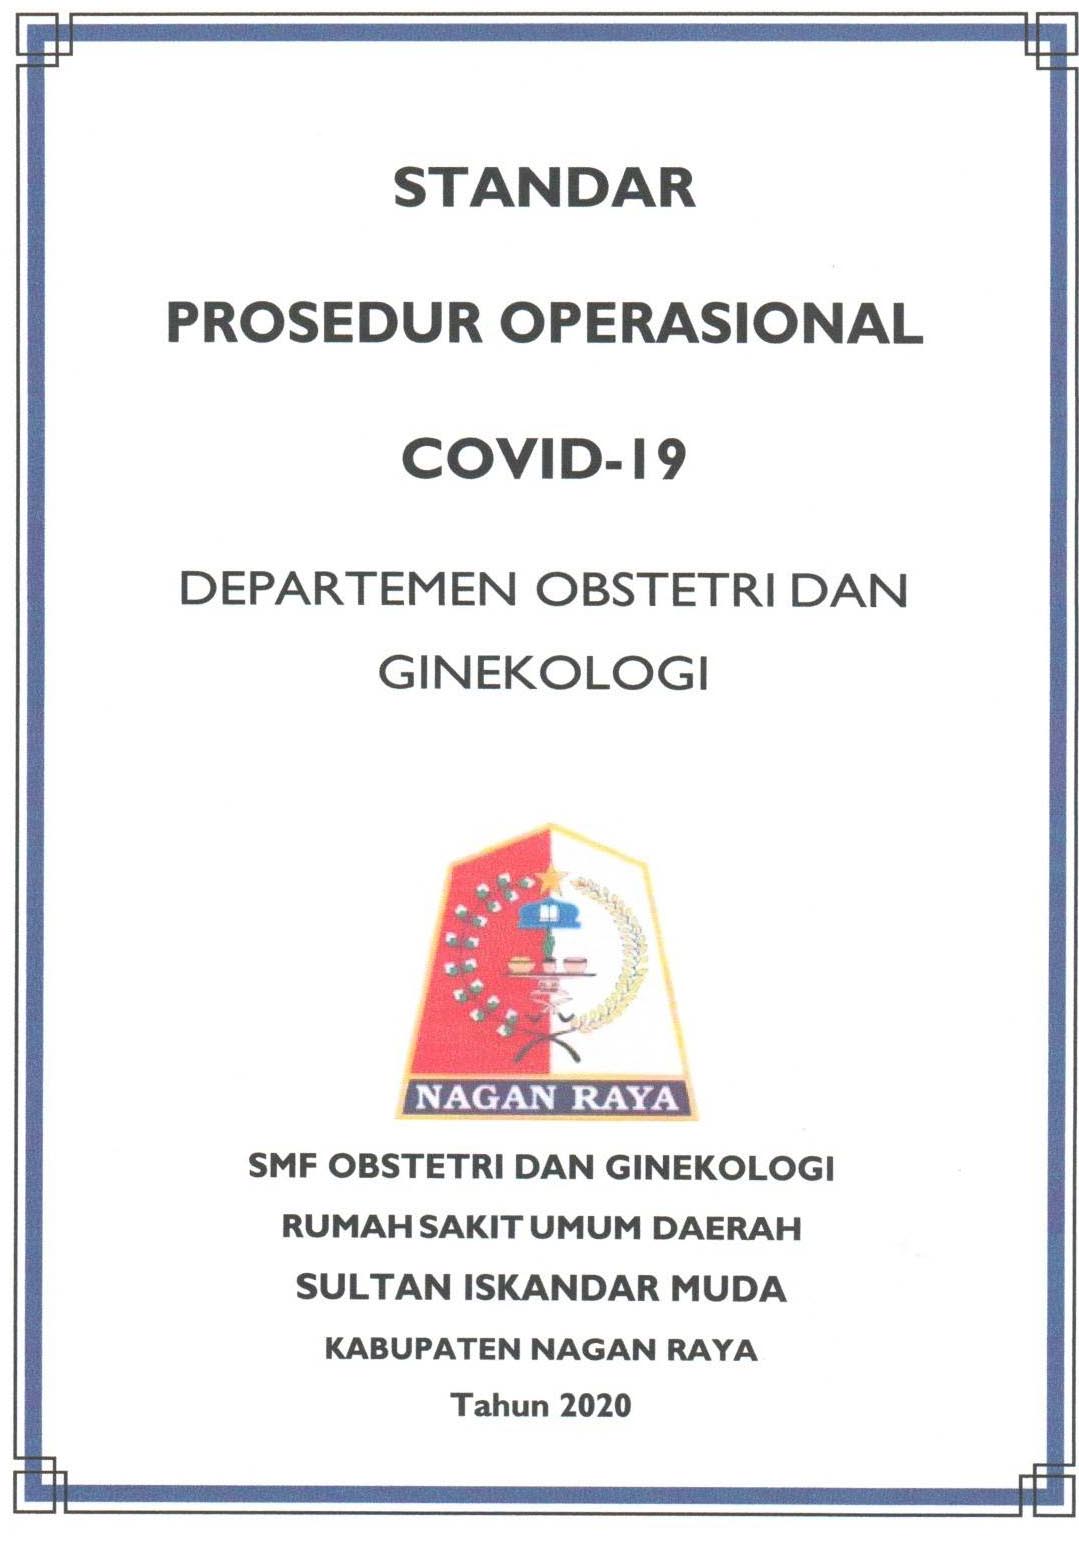 STANDAR
PROSEDUR OPERASIONAL
COVID-19
DEPARTEMEN OBSTETRI DAN
GINEKOLOGI
NAGAN RAYA
SMF OBSTETRI DAN GINEKOLOGI
RUMAH SAKIT UMUM DAERAH
SULTAN ISKANDAR MUDA
KABUPATEN NAGAN RAYA
Tahun 2020